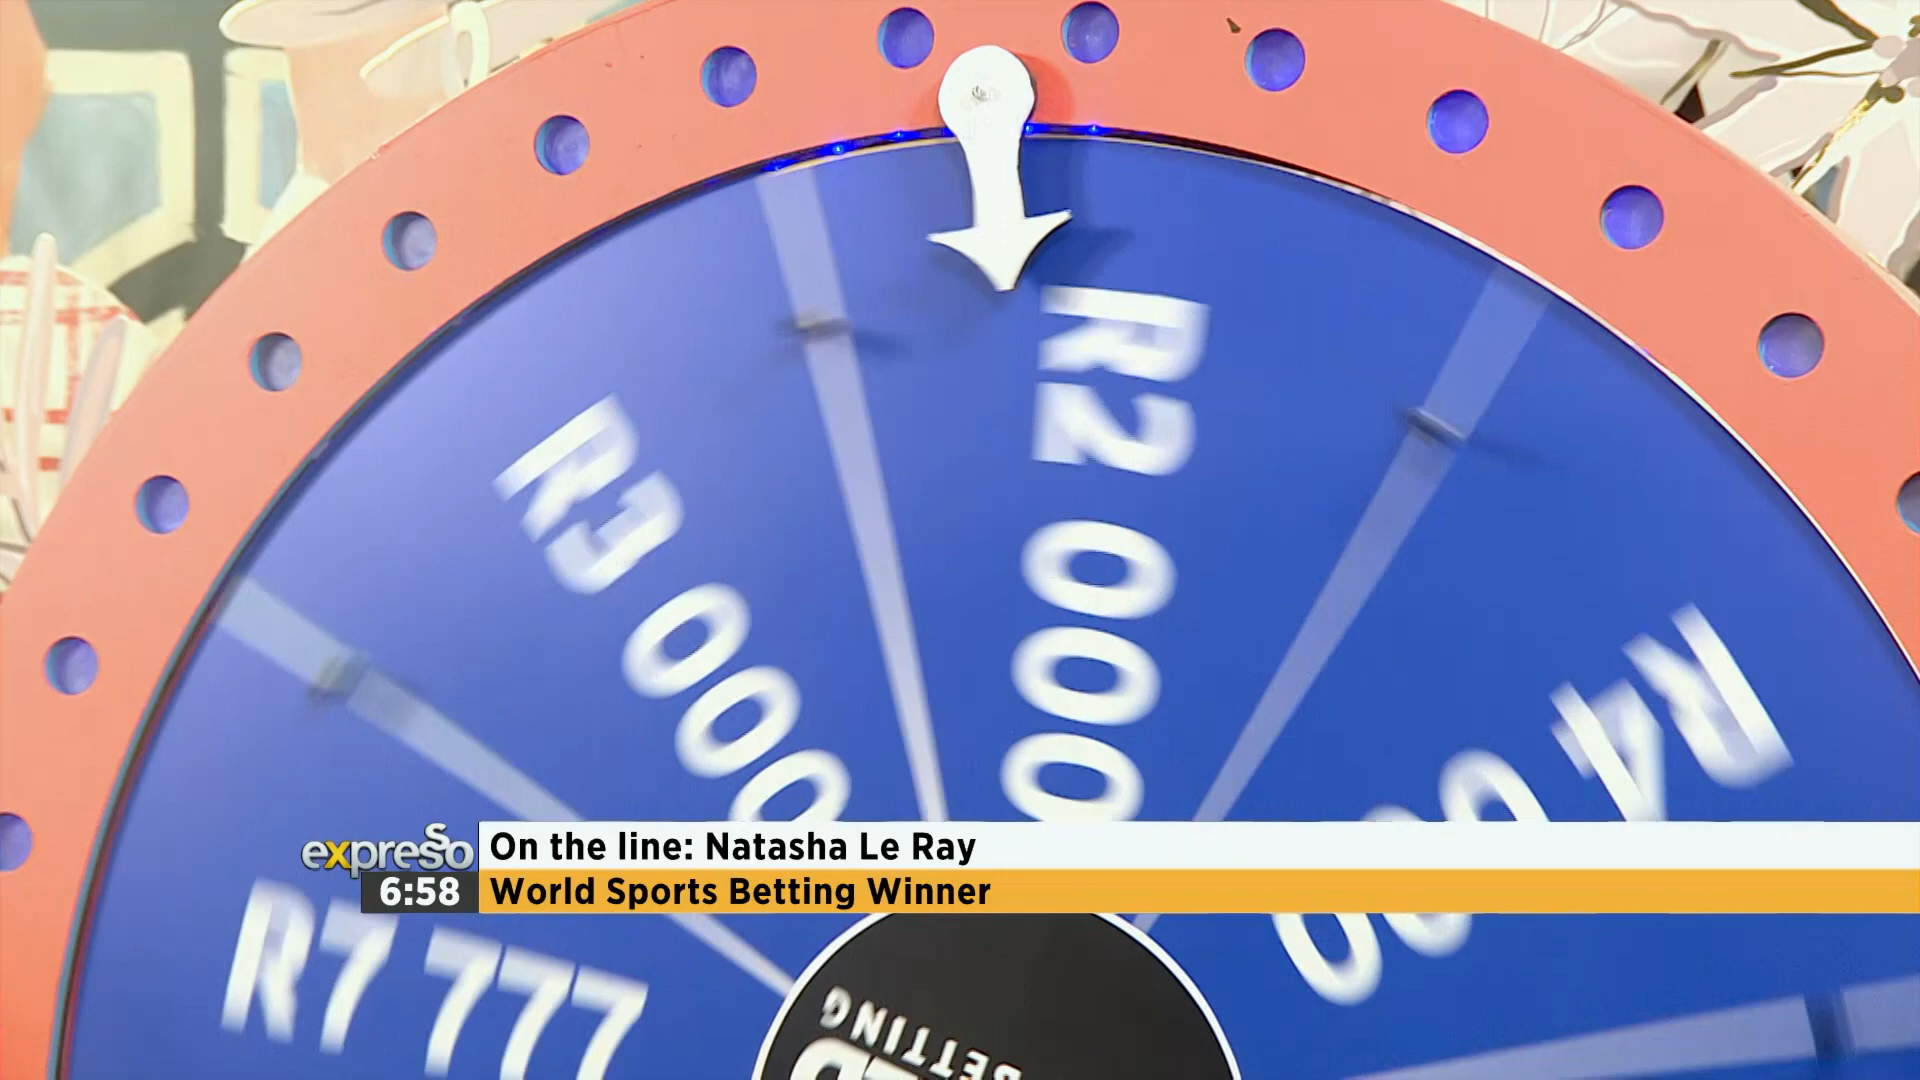 R3 000
R2 000
R4 000
R7 777
expresso
6:58
On the line: Natasha Le Ray
World Sports Betting Winner
BETTING